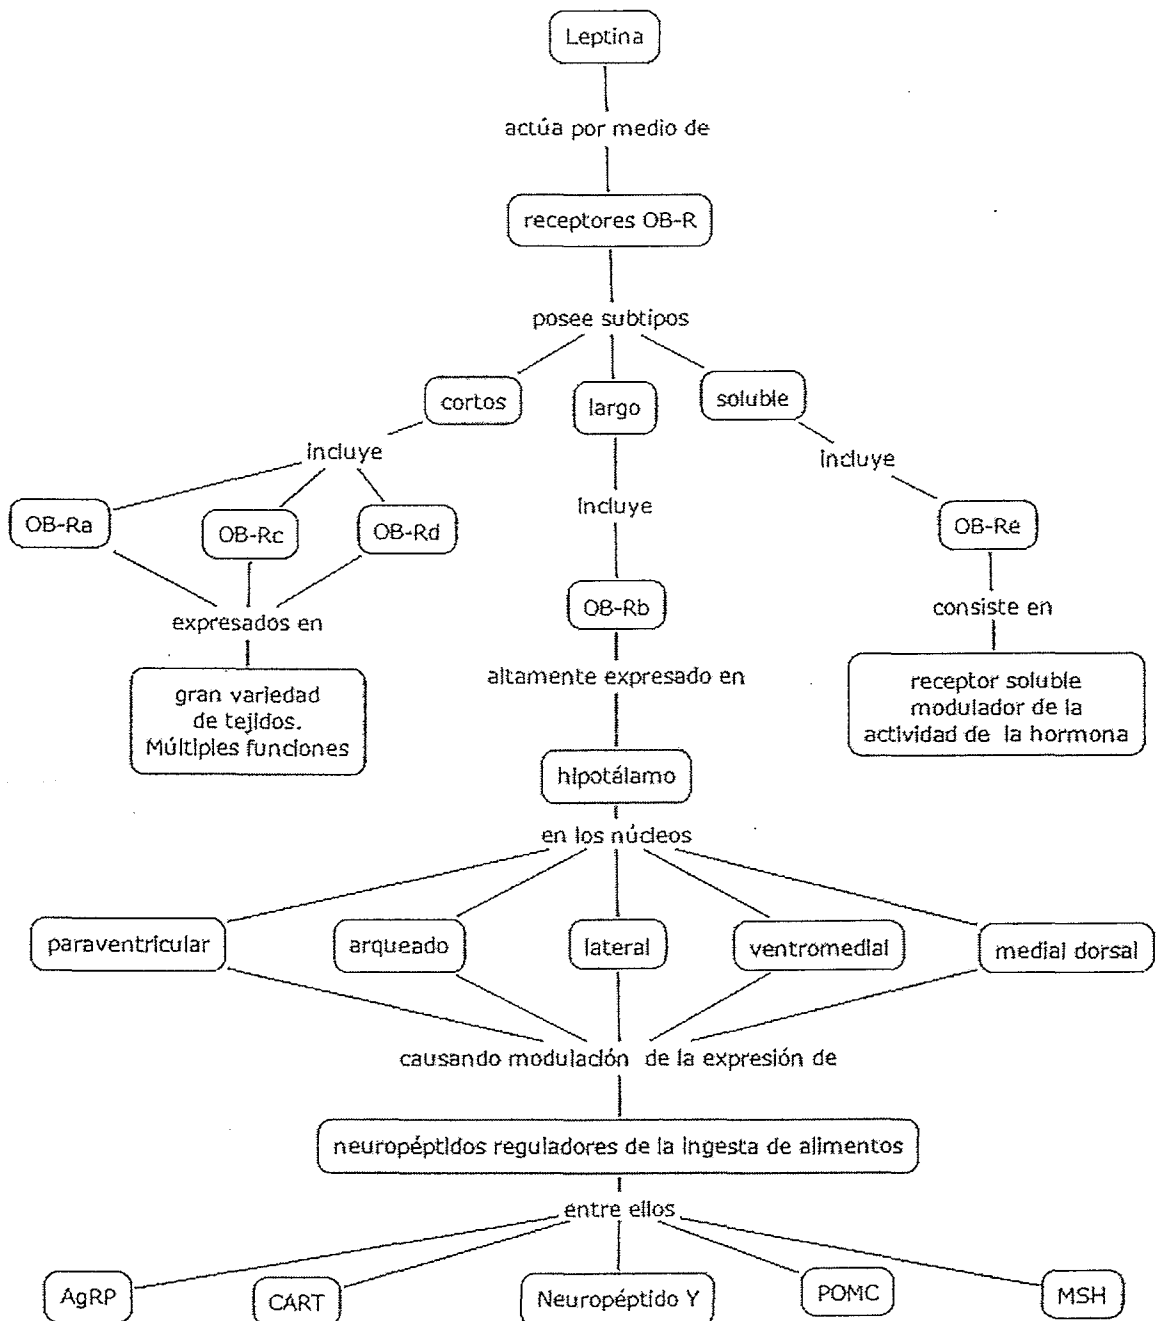 Leptina
actúa por medio de
receptores OB-R
posee subtipos
cortos
largo
soluble
incluye
incluye
incluye
OB-Ra
OB-Rc
OB-Rd
OB-Rb
OB-Re
expresados en
altamente expresado en
consiste en
gran variedad
de tejidos.
Múltiples funciones
receptor soluble
modulador de la
actividad de la hormona
hipotálamo
en los núcleos
paraventricular
arqueado
lateral
ventromedial
medial dorsal
causando modulación de la expresión de
neuropéptidos reguladores de la ingesta de alimentos
entre ellos
AgRP
CART
Neuropéptido Y
POMC
MSH